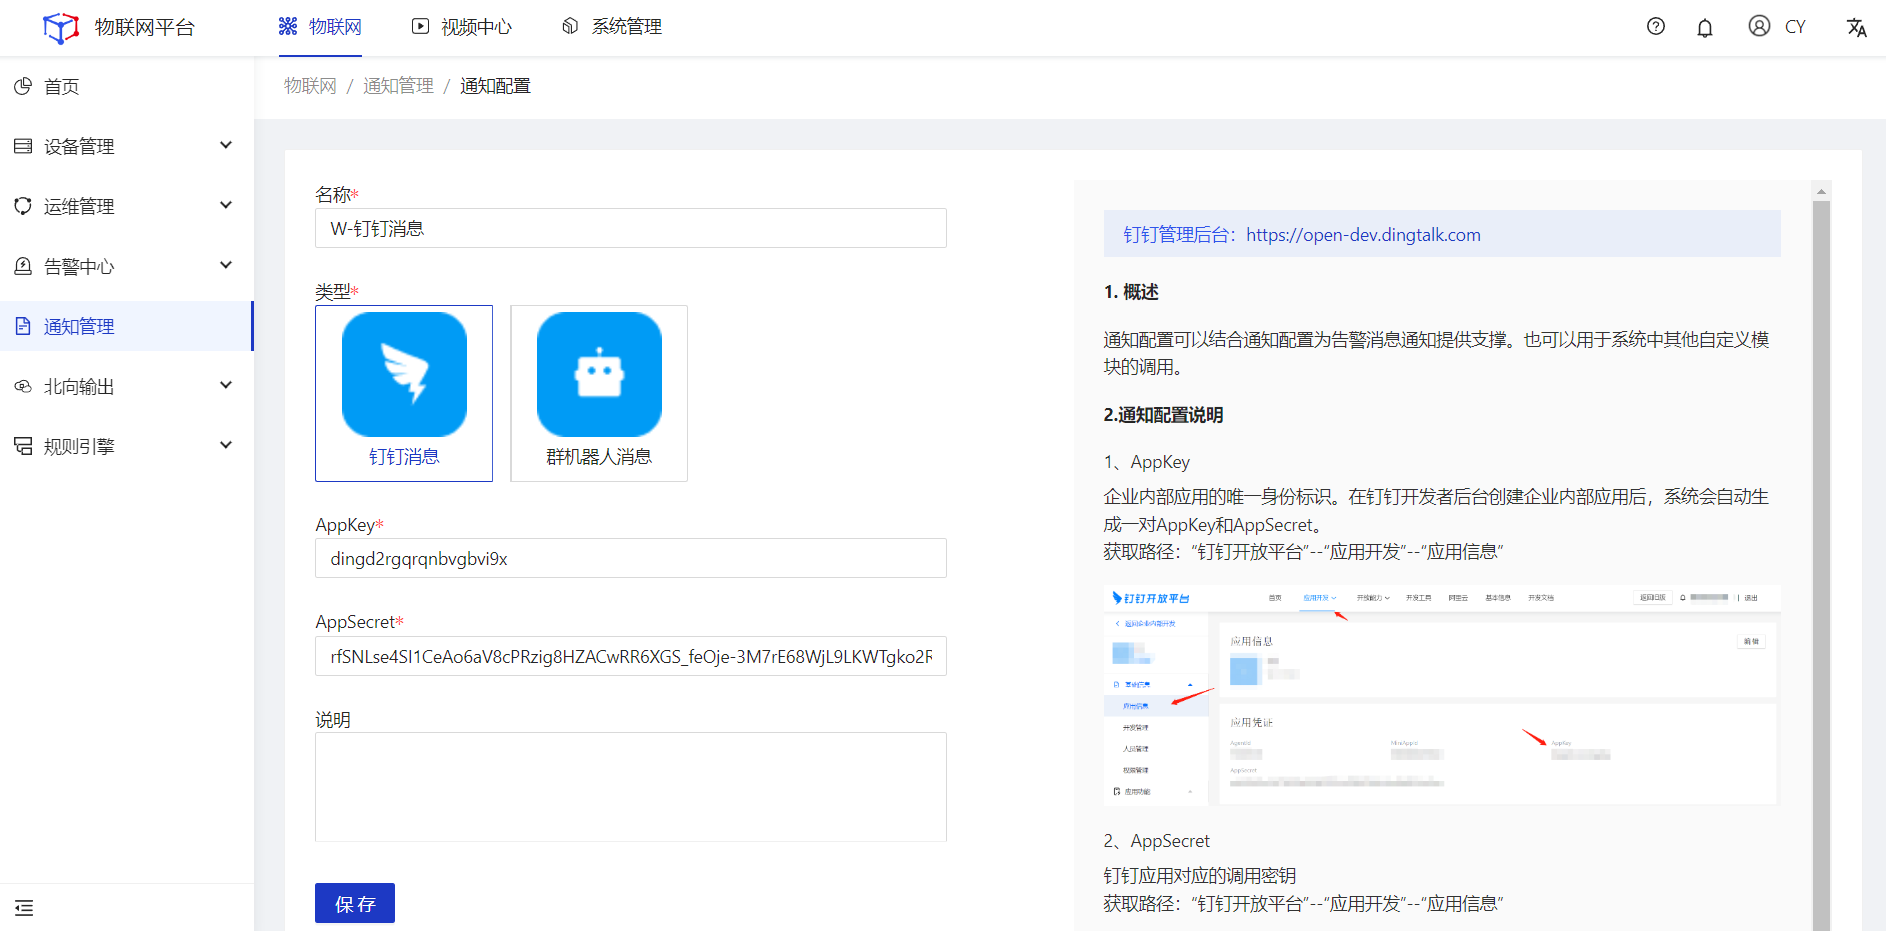 物联网平台
物联网
视频中心
系统管理
CY
首页
设备管理
运维管理
告警中心
通知管理
北向输出
规则引擎
物联网 / 通知管理 / 通知配置
名称*
W-钉钉消息
类型*
钉钉消息
群机器人消息
AppKey*
dingd2rgqrqnbvgbvi9x
AppSecret*
rfSNLse4SI1CeAo6aV8cPRzig8HZACwRR6XGS_feOje-3M7rE68WjL9LKWTgko2R
说明
保存
钉钉管理后台：https://open-dev.dingtalk.com
1. 概述
通知配置可以结合通知配置为告警消息通知提供支撑。也可以用于系统中其他自定义模
块的调用。
2.通知配置说明
1、AppKey
企业内部应用的唯一身份标识。在钉钉开发者后台创建企业内部应用后，系统会自动生
成一对AppKey和AppSecret。
获取路径：“钉钉开放平台”--“应用开发”--“应用信息”
钉钉开放平台
首页
应用开发
开放能力
开发工具
阿里云
基本信息
开发文档
返回旧版
退出
返回企业内部开发
基础信息
应用信息
开发管理
人员管理
权限管理
应用功能
应用信息
编辑
应用凭证
AgentId
MiniAppId
AppKey
AppSecret
2、AppSecret
钉钉应用对应的调用密钥
获取路径：“钉钉开放平台”--“应用开发”--“应用信息”